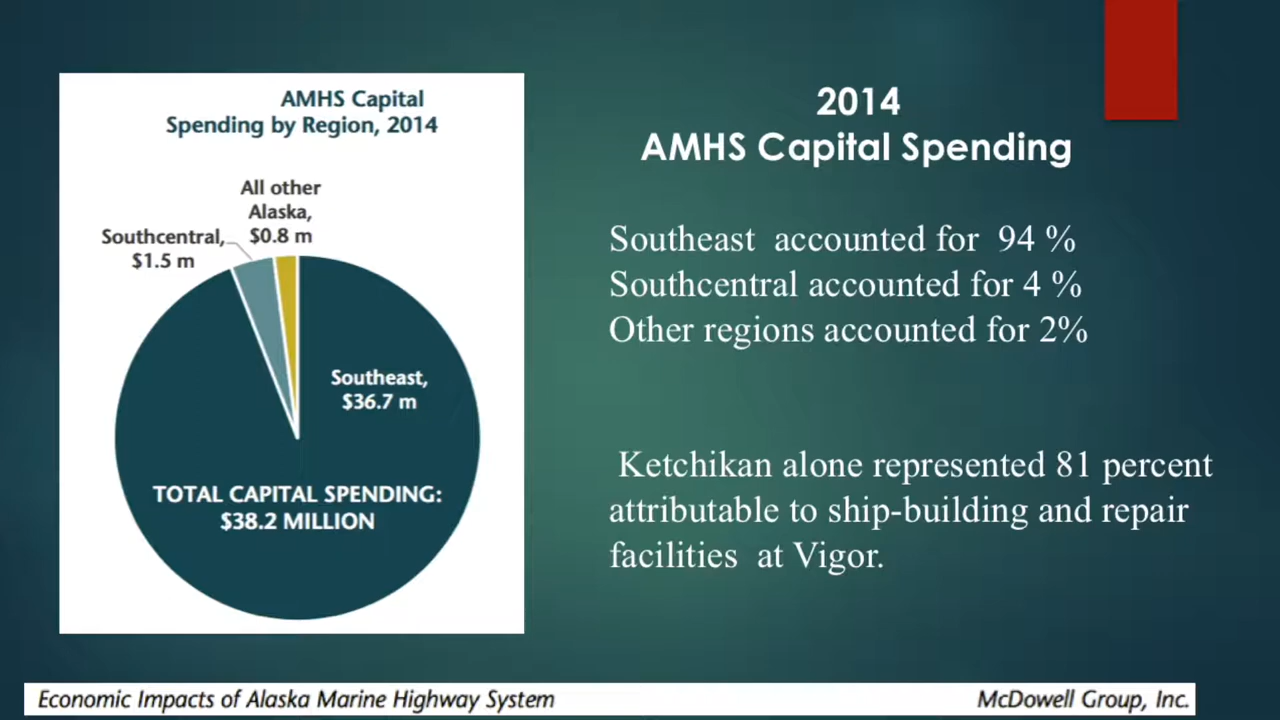 AMHS Capital
Spending by Region, 2014
All other
Alaska,
$0.8 m
Southcentral,
$1.5 m
Southeast,
$36.7 m
TOTAL CAPITAL SPENDING:
$38.2 MILLION
2014
AMHS Capital Spending
Southeast accounted for 94 %
Southcentral accounted for 4 %
Other regions accounted for 2%
Ketchikan alone represented 81 percent
attributable to ship-building and repair
facilities at Vigor.
Economic Impacts of Alaska Marine Highway System
McDowell Group, Inc.